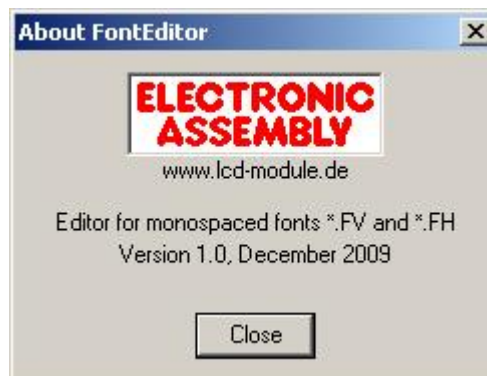 About FontEditor
ELECTRONIC
ASSEMBLY
www.lcd-module.de
Editor for monospaced fonts *.FV and *.FH
Version 1.0, December 2009
Close